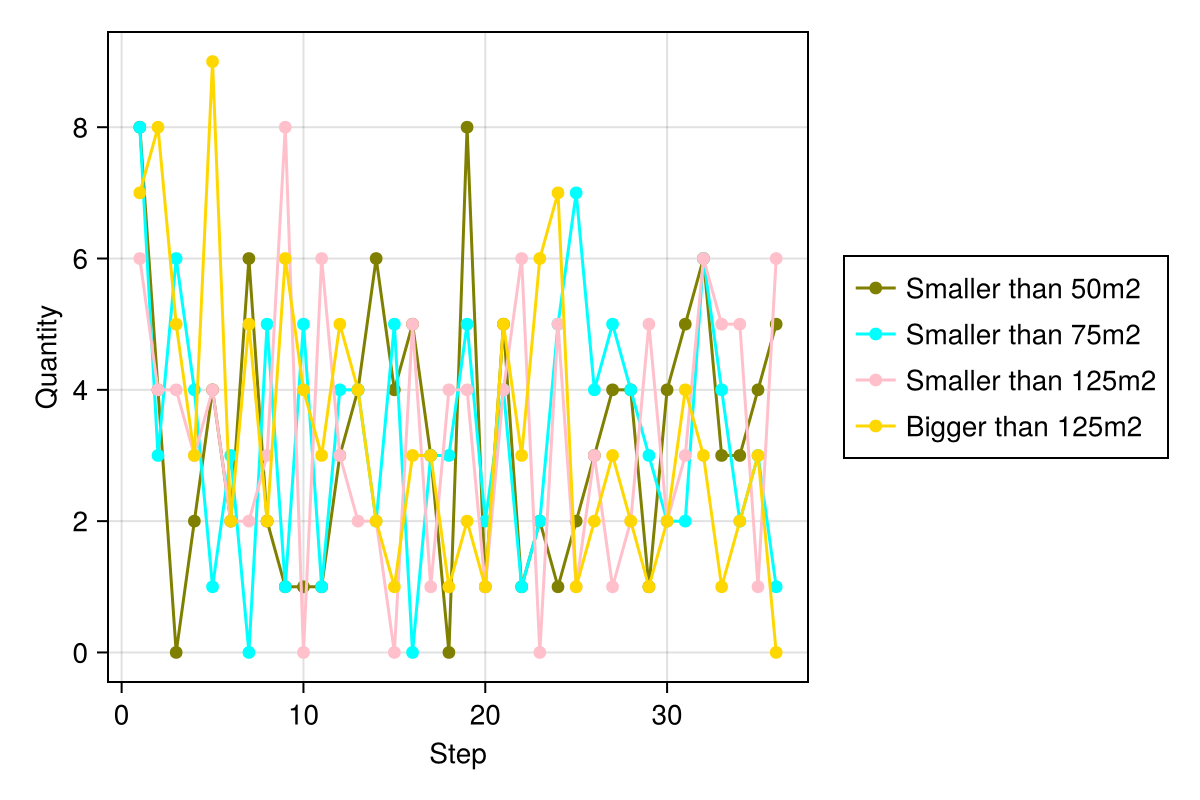 8
6
4
2
0
Quantity
0 10 20 30
Step
Smaller than 50m2
Smaller than 75m2
Smaller than 125m2
Bigger than 125m2